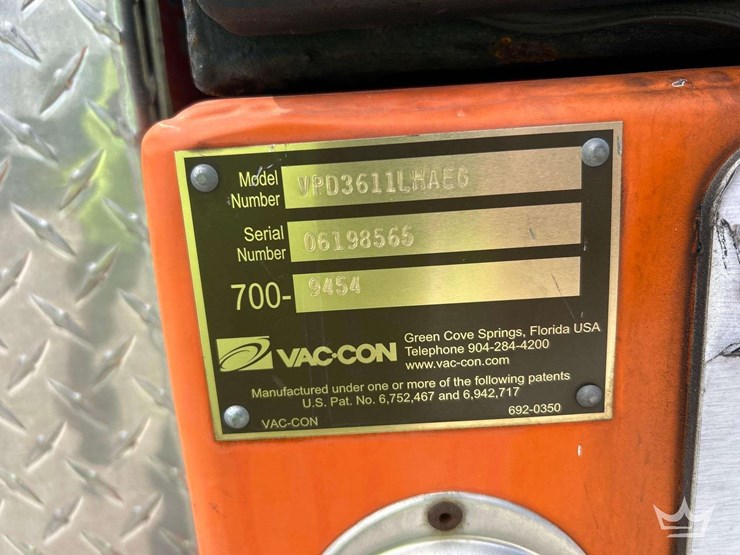 Model Number VPD3611LHAE6
Serial Number 06198565
700- 9454
VAC-CON
Green Cove Springs, Florida USA
Telephone 904-284-4200
www.vac-con.com
Manufactured under one or more of the following patents
U.S. Pat. No. 6,752,467 and 6,942,717
VAC-CON
692-0350